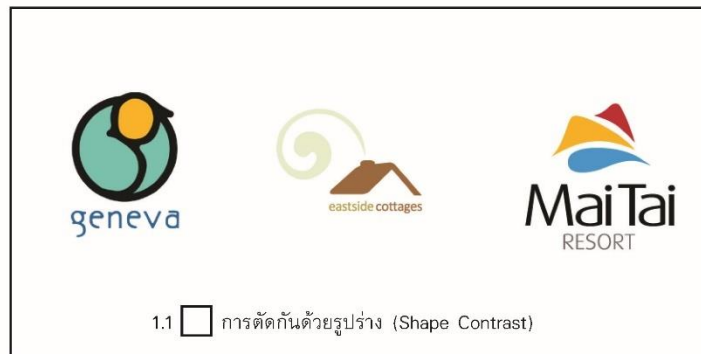 geneva
eastside cottages
Mai Tai
RESORT
1.1 การตัดกันด้วยรูปร่าง (Shape Contrast)